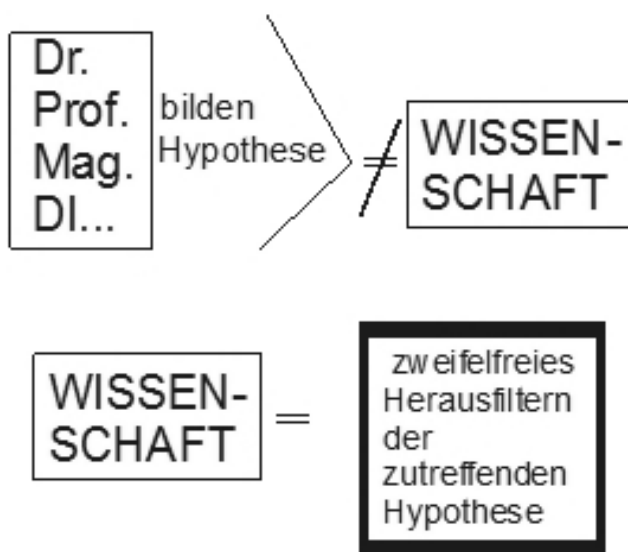 Dr.
Prof.
Mag.
DI...
bilden
Hypothese
≠
WISSEN-
SCHAFT
WISSEN-
SCHAFT
=
zweifelfreies
Herausfiltern
der
zutreffenden
Hypothese